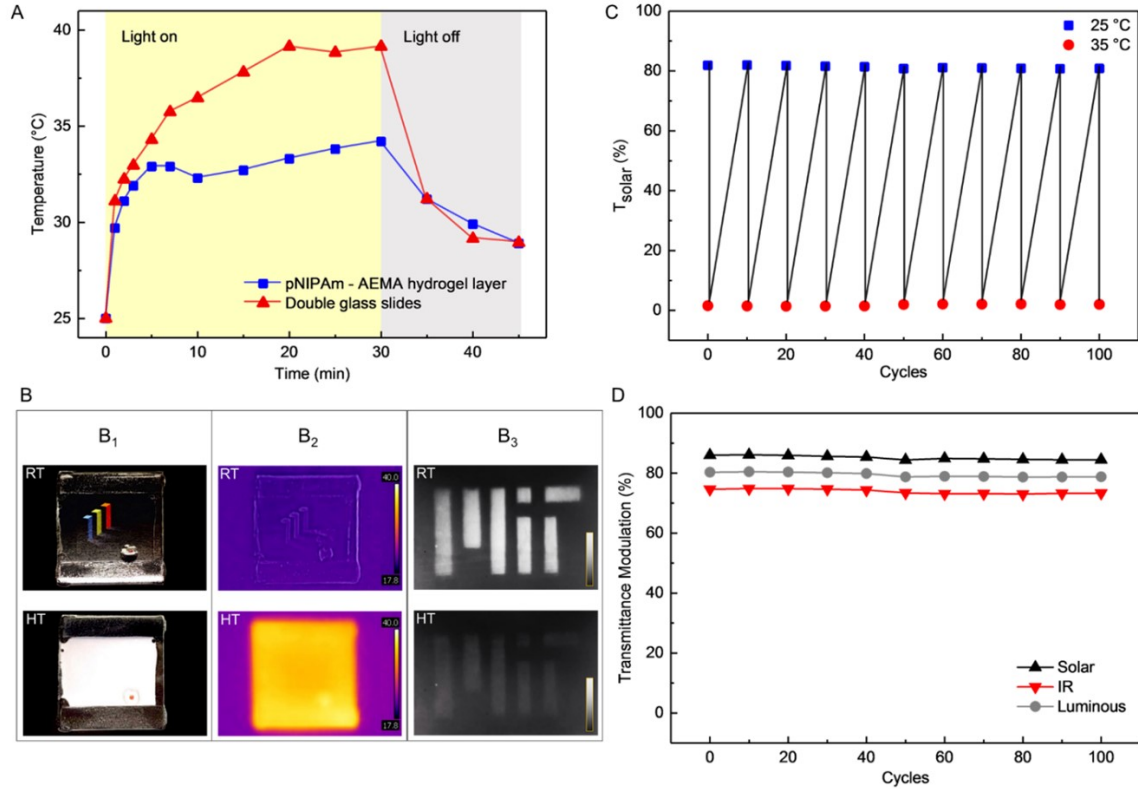 A
40
35
30
25
Temperature (°C)
Light on
Light off
pNIPAm - AEMA hydrogel layer
Double glass slides
0
10
20
30
40
Time (min)
B
B1
B2
B3
RT
RT
40.0
17.8
RT
HT
HT
40.0
17.8
HT
C
100
80
60
40
20
0
Tsolar (%)
25 °C
35 °C
0
20
40
60
80
100
Cycles
D
100
80
60
40
20
0
Transmittance Modulation (%)
Solar
IR
Luminous
0
20
40
60
80
100
Cycles